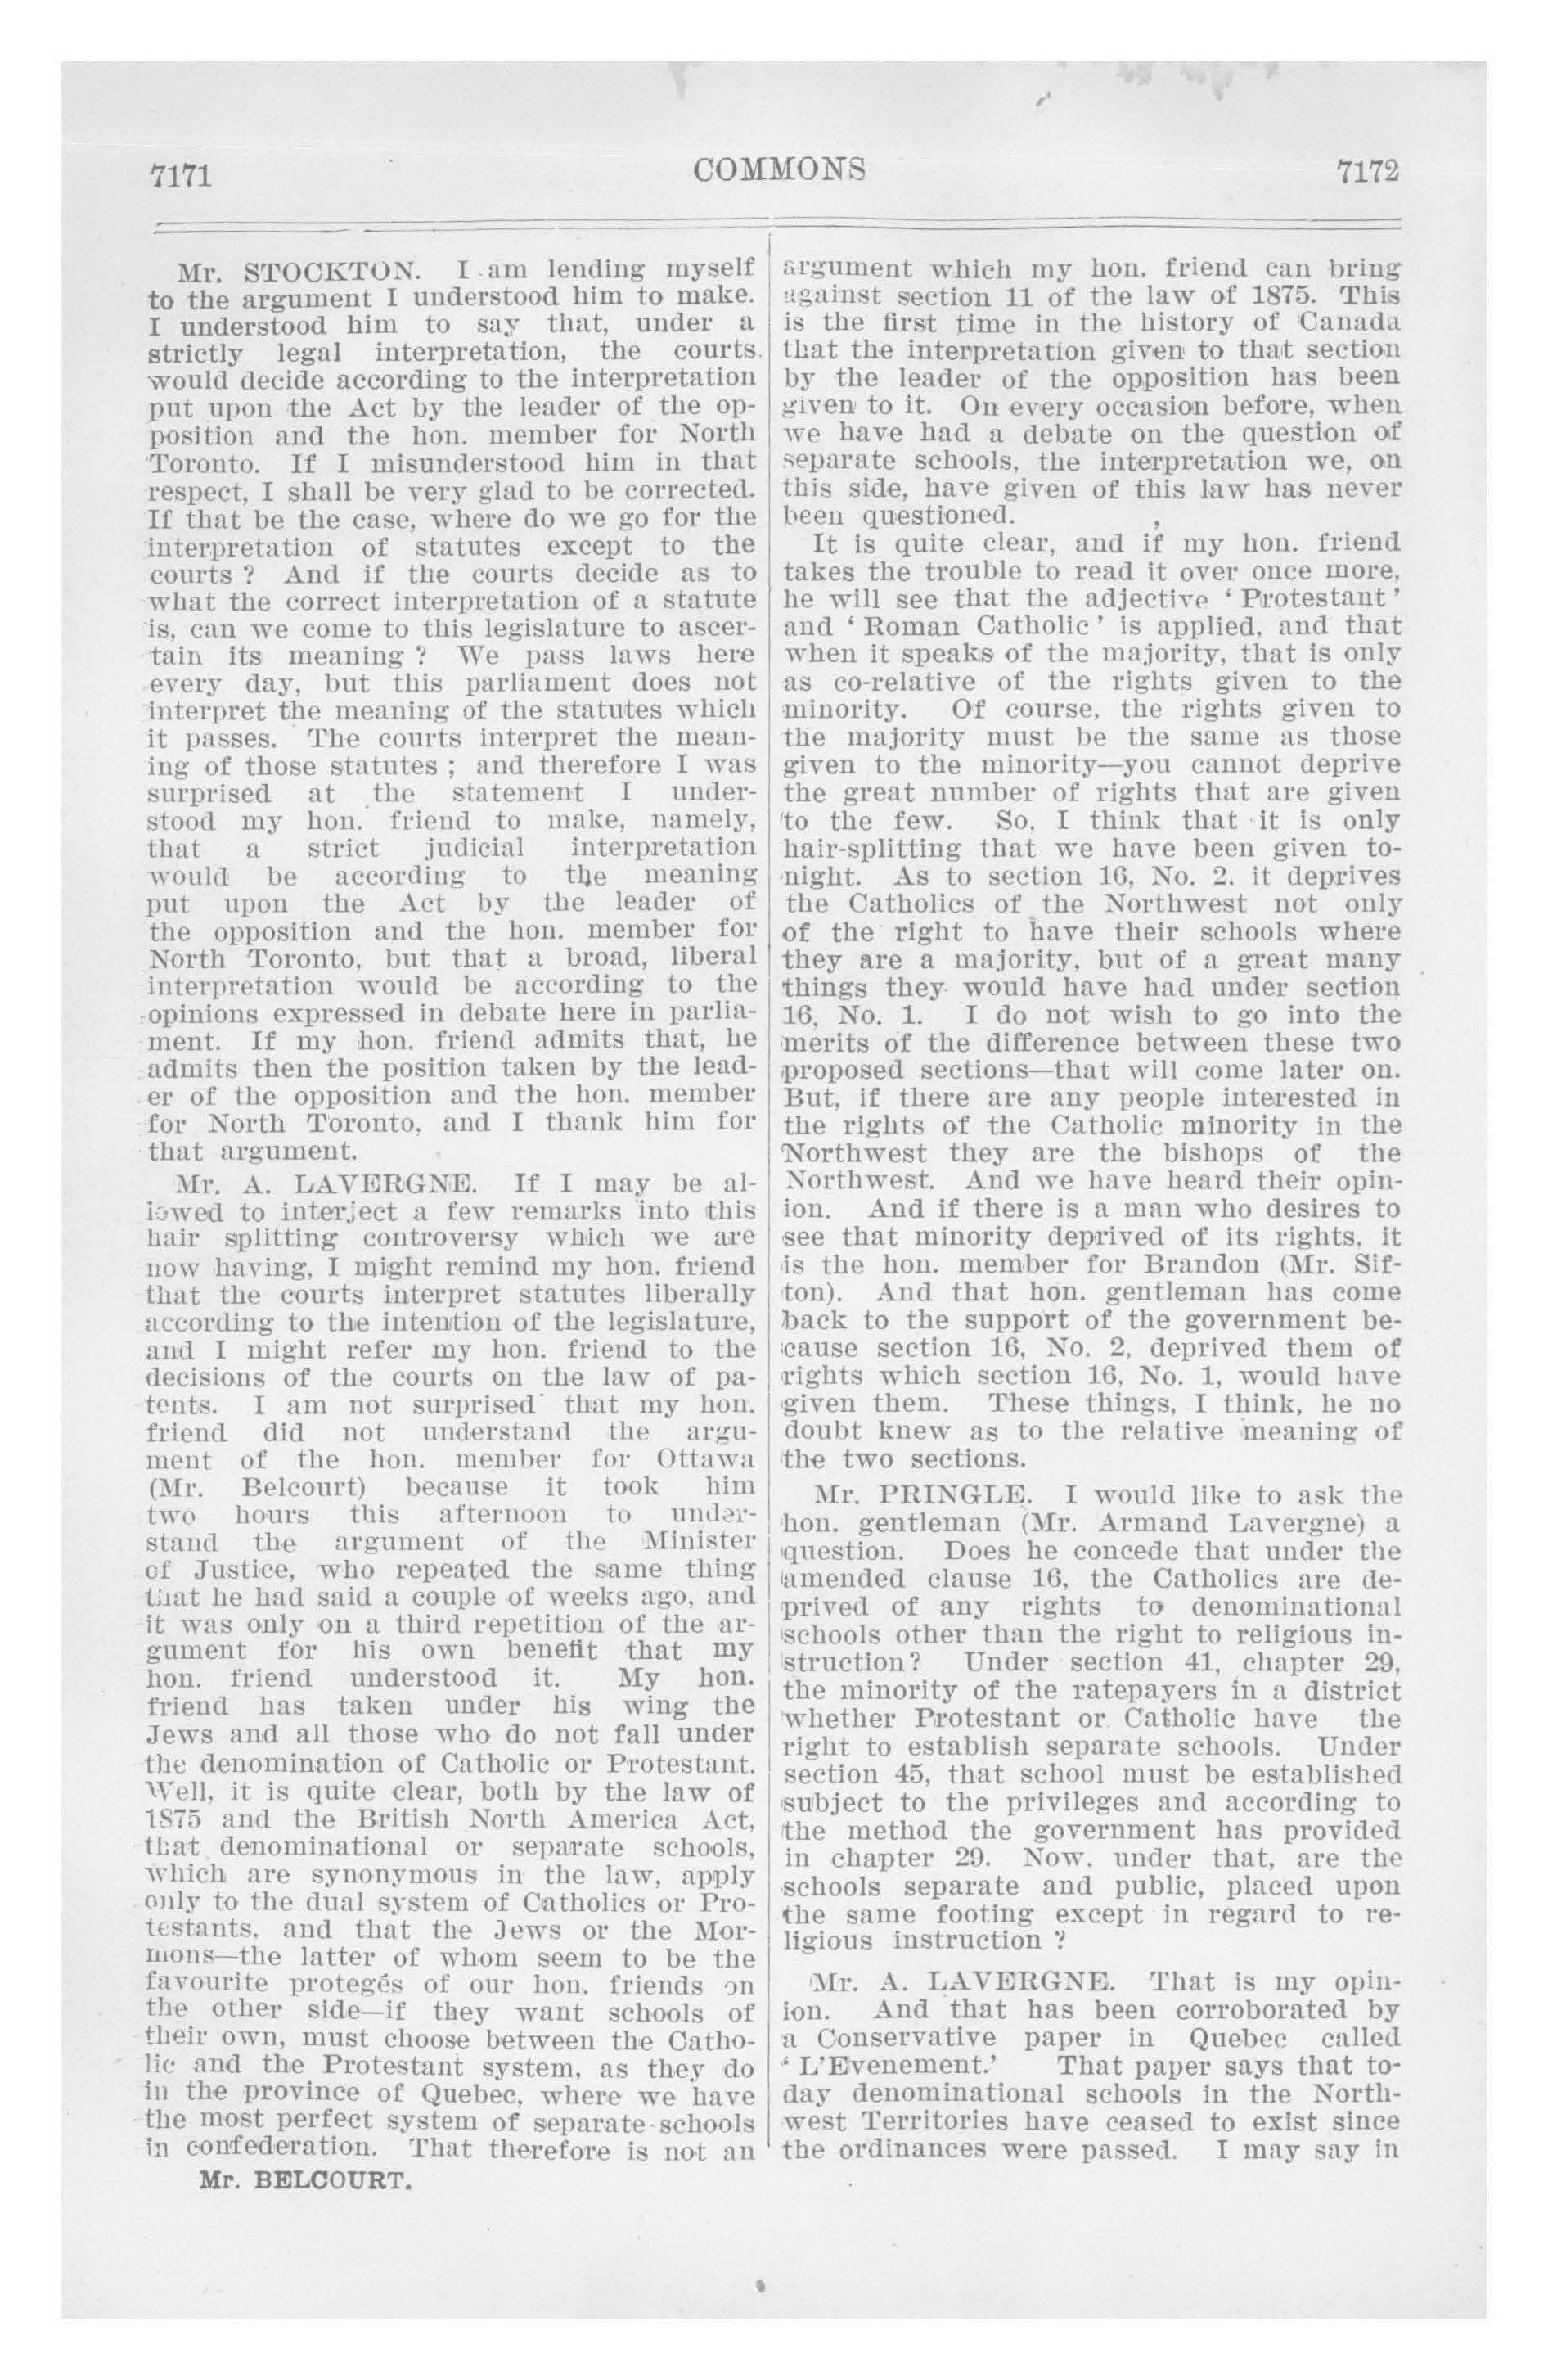 7171
COMMONS
7172
Mr. STOCKTON. I am lending myself
to the argument I understood him to make.
I understood him to say that, under a
strictly legal interpretation, the courts
would decide according to the interpretation
put upon the Act by the leader of the op-
position and the hon. member for North
Toronto. If I misunderstood him in that
respect, I shall be very glad to be corrected.
If that be the case, where do we go for the
interpretation of statutes except to the
courts ? And if the courts decide as to
what the correct interpretation of a statute
is, can we come to this legislature to ascer-
tain its meaning ? We pass laws here
every day, but this parliament does not
interpret the meaning of the statutes which
it passes. The courts interpret the mean-
ing of those statutes ; and therefore I was
surprised at the statement I under-
stood my hon. friend to make, namely,
that a strict judicial interpretation
would be according to the meaning
put upon the Act by the leader of
the opposition and the hon. member for
North Toronto, but that a broad, liberal
interpretation would be according to the
opinions expressed in debate here in parlia-
ment. If my hon. friend admits that, he
admits then the position taken by the lead-
er of the opposition and the hon. member
for North Toronto, and I thank him for
that argument.
Mr. A. LAVERGNE. If I may be al-
lowed to interject a few remarks into this
hair splitting controversy which we are
now having, I might remind my hon. friend
that the courts interpret statutes liberally
according to the intention of the legislature,
and I might refer my hon. friend to the
decisions of the courts on the law of pa-
tents. I am not surprised that my hon.
friend did not understand the argu-
ment of the hon. member for Ottawa
(Mr. Belcourt) because it took him
two hours this afternoon to under-
stand the argument of the Minister
of Justice, who repeated the same thing
that he had said a couple of weeks ago, and
it was only on a third repetition of the ar-
gument for his own benefit that my
hon. friend understood it. My hon.
friend has taken under his wing the
Jews and all those who do not fall under
the denomination of Catholic or Protestant.
Well, it is quite clear, both by the law of
1875 and the British North America Act,
that denominational or separate schools,
which are synonymous in the law, apply
only to the dual system of Catholics or Pro-
testants, and that the Jews or the Mor-
mons—the latter of whom seem to be the
favourite protegés of our hon. friends on
the other side—if they want schools of
their own, must choose between the Catho-
lic and the Protestant system, as they do
in the province of Quebec, where we have
the most perfect system of separate schools
in confederation. That therefore is not an
Mr. BELCOURT.
argument which my hon. friend can bring
against section 11 of the law of 1875. This
is the first time in the history of Canada
that the interpretation given to that section
by the leader of the opposition has been
given to it. On every occasion before, when
we have had a debate on the question of
separate schools, the interpretation we, on
this side, have given of this law has never
been questioned.
It is quite clear, and if my hon. friend
takes the trouble to read it over once more,
he will see that the adjective ‘ Protestant ’
and ‘ Roman Catholic ’ is applied, and that
when it speaks of the majority, that is only
as co-relative of the rights given to the
minority. Of course, the rights given to
the majority must be the same as those
given to the minority—you cannot deprive
the great number of rights that are given
to the few. So, I think that it is only
hair-splitting that we have been given to-
night. As to section 16, No. 2. it deprives
the Catholics of the Northwest not only
of the right to have their schools where
they are a majority, but of a great many
things they would have had under section
16, No. 1. I do not wish to go into the
merits of the difference between these two
proposed sections—that will come later on.
But, if there are any people interested in
the rights of the Catholic minority in the
Northwest they are the bishops of the
Northwest. And we have heard their opin-
ion. And if there is a man who desires to
see that minority deprived of its rights, it
is the hon. member for Brandon (Mr. Sif-
ton). And that hon. gentleman has come
back to the support of the government be-
cause section 16, No. 2, deprived them of
rights which section 16, No. 1, would have
given them. These things, I think, he no
doubt knew as to the relative meaning of
the two sections.
Mr. PRINGLE. I would like to ask the
hon. gentleman (Mr. Armand Lavergne) a
question. Does he concede that under the
amended clause 16, the Catholics are de-
prived of any rights to denominational
schools other than the right to religious in-
struction? Under section 41, chapter 29,
the minority of the ratepayers in a district
whether Protestant or Catholic have the
right to establish separate schools. Under
section 45, that school must be established
subject to the privileges and according to
the method the government has provided
in chapter 29. Now, under that, are the
schools separate and public, placed upon
the same footing except in regard to re-
ligious instruction ?
Mr. A. LAVERGNE. That is my opin-
ion. And that has been corroborated by
a Conservative paper in Quebec called
‘ L'Evenement.’ That paper says that to-
day denominational schools in the North-
west Territories have ceased to exist since
the ordinances were passed. I may say in